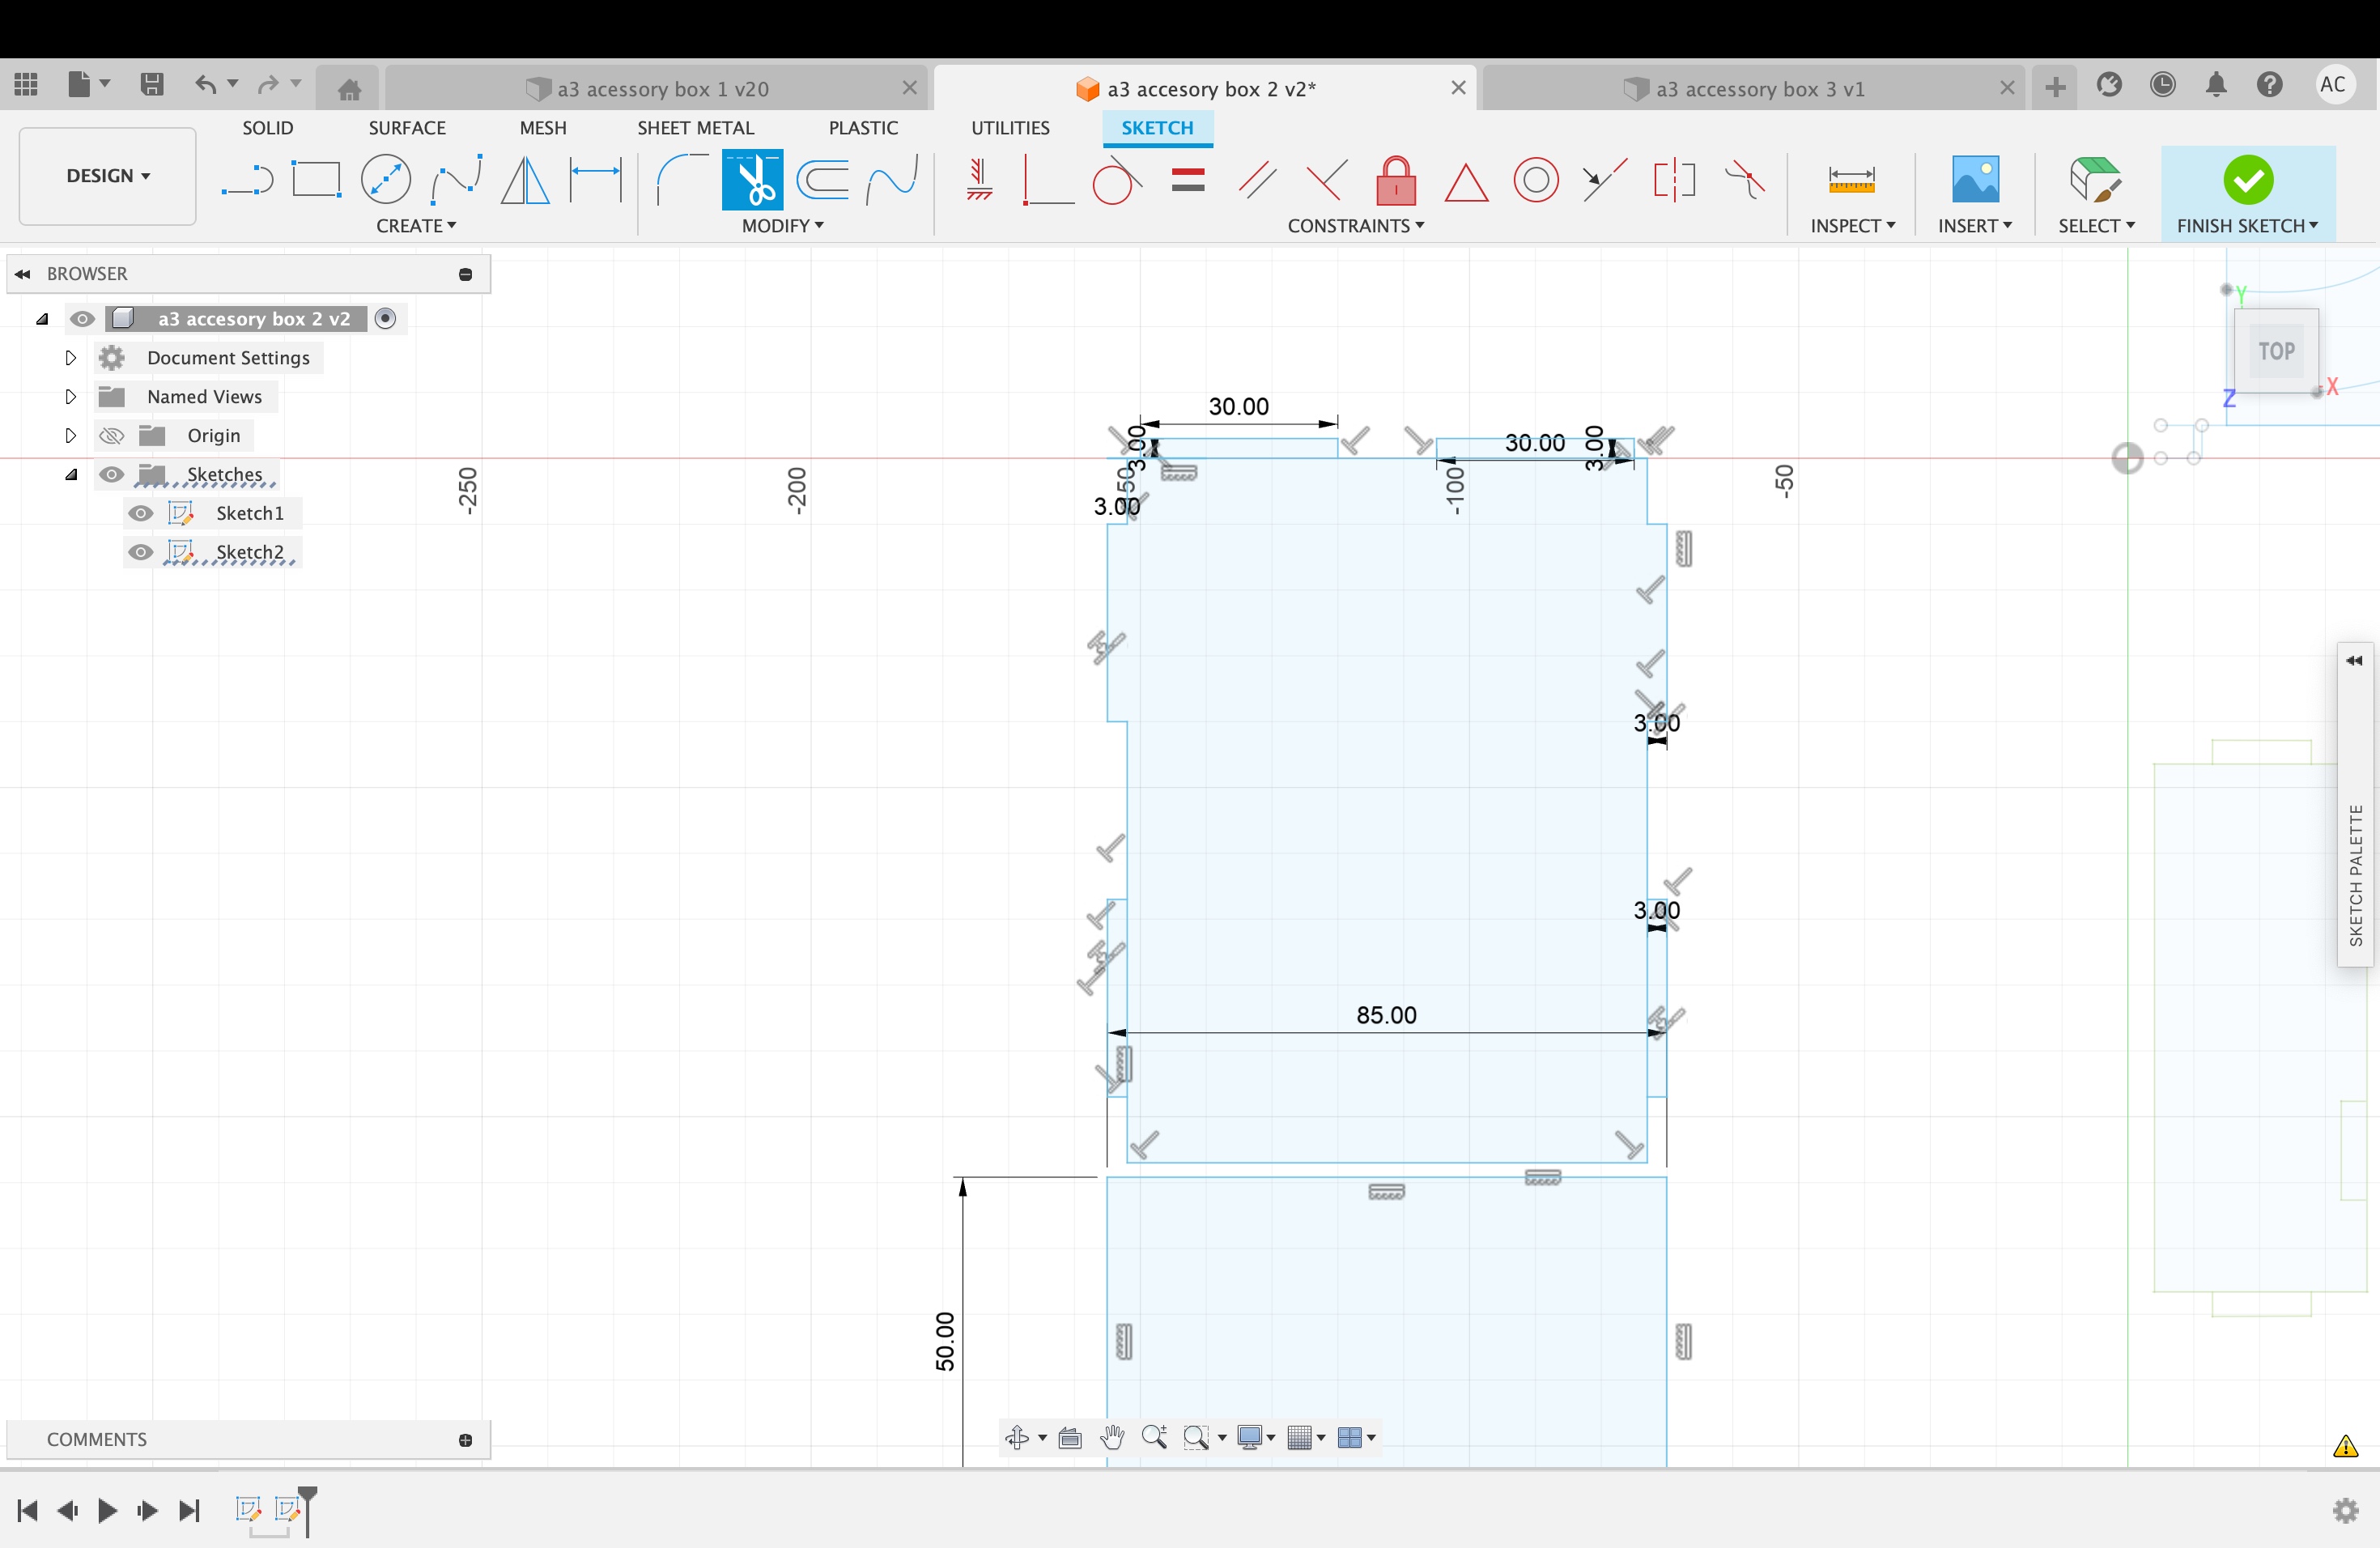 a3 acessory box 1 v20
a3 accesory box 2 v2*
a3 accessory box 3 v1
AC
SOLID
SURFACE
MESH
SHEET METAL
PLASTIC
UTILITIES
SKETCH
DESIGN
CREATE
MODIFY
CONSTRAINTS
INSPECT
INSERT
SELECT
FINISH SKETCH
BROWSER
a3 accesory box 2 v2
Document Settings
Named Views
Origin
Sketches
Sketch1
Sketch2
Y
TOP
X
Z
30.00
3.00
30.00
3.00
-250
-200
50
-100
-50
3.00
3.00
3.00
85.00
50.00
SKETCH PALETTE
COMMENTS